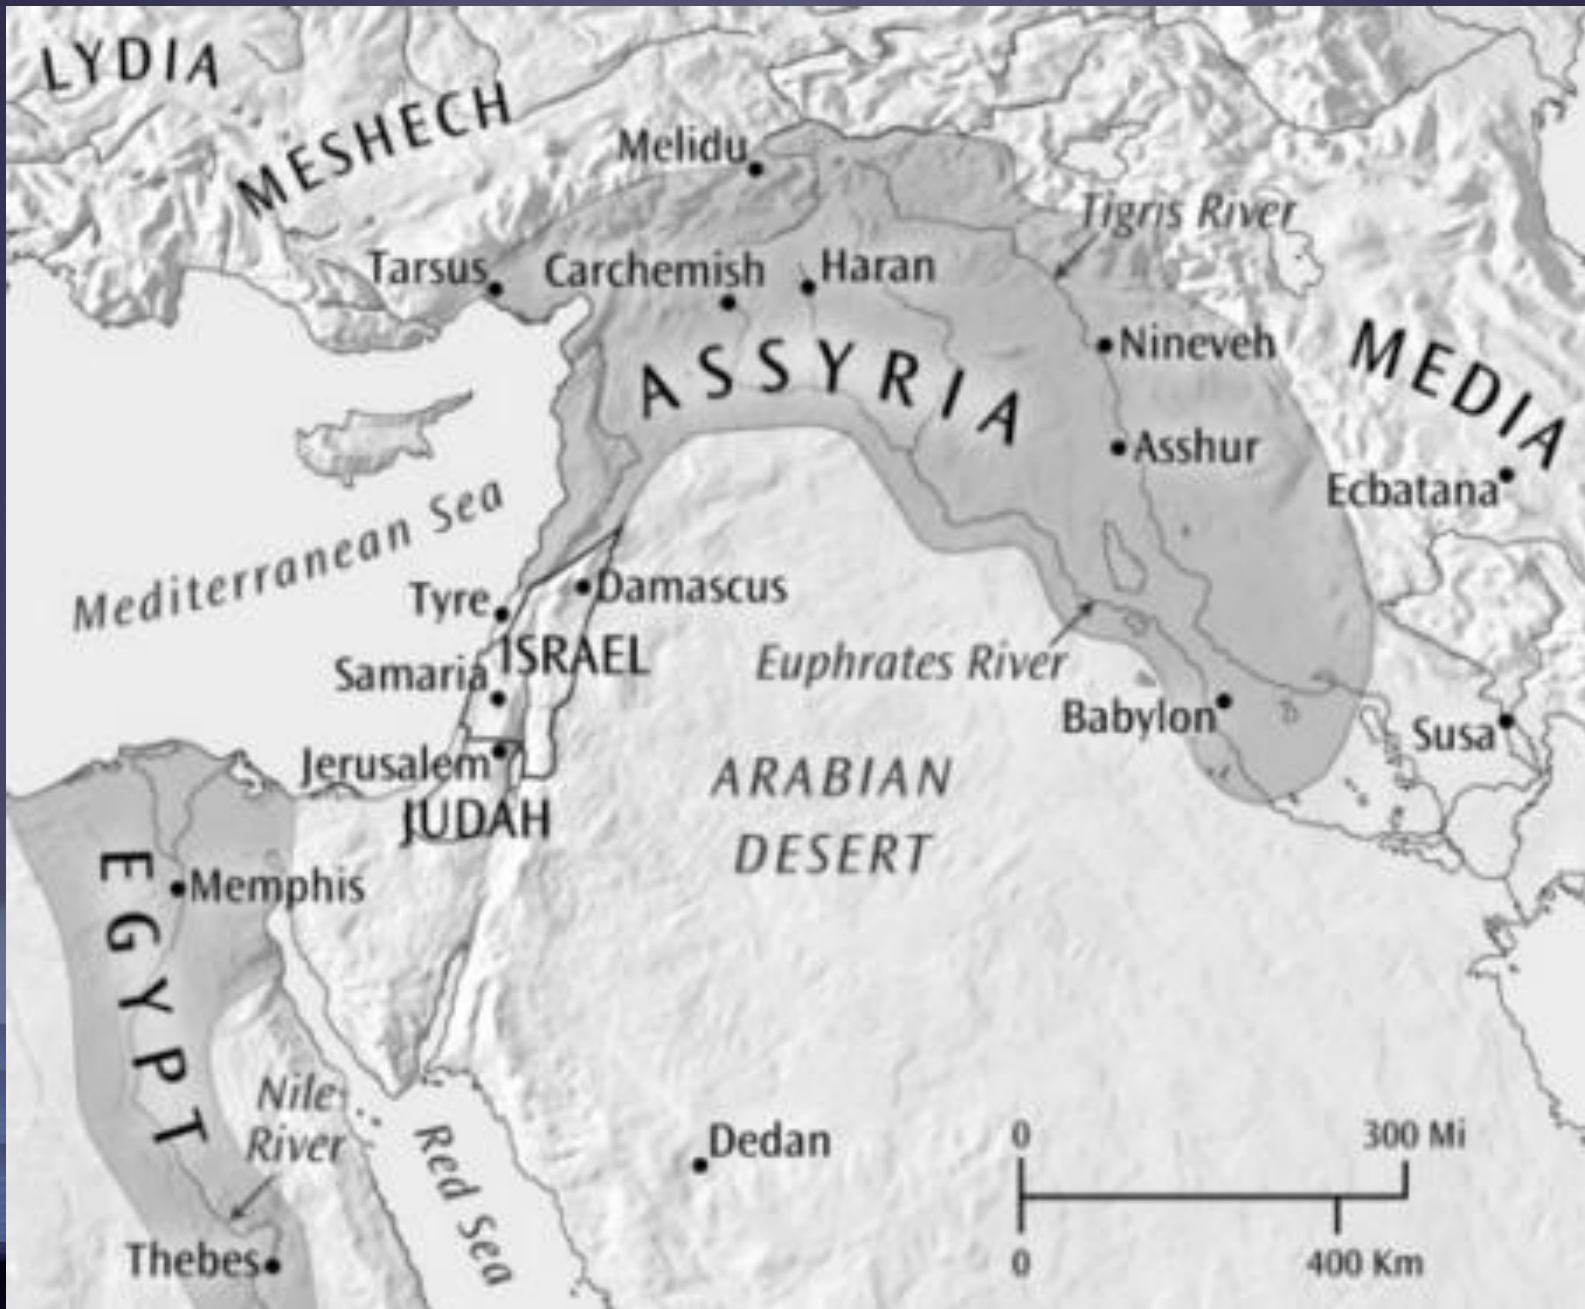 LYDIA
MESHECH
Melidu
Tigris River
Tarsus
Carchemish
Haran
Nineveh
MEDIA
ASSYRIA
Asshur
Ecbatana
Mediterranean Sea
Tyre
Damascus
ISRAEL
Samaria
Euphrates River
Babylon
Susa
Jerusalem
JUDAH
ARABIAN
DESERT
EGYPT
Memphis
Nile
River
Red Sea
Dedan
Thebes
0 300 Mi
0 400 Km